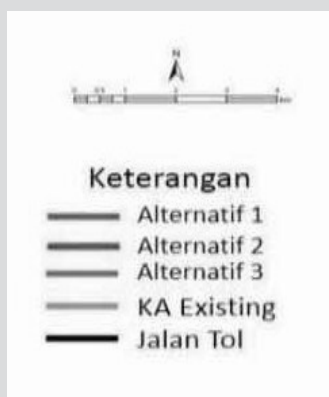 N
Keterangan
Alternatif 1
Alternatif 2
Alternatif 3
KA Existing
Jalan Tol